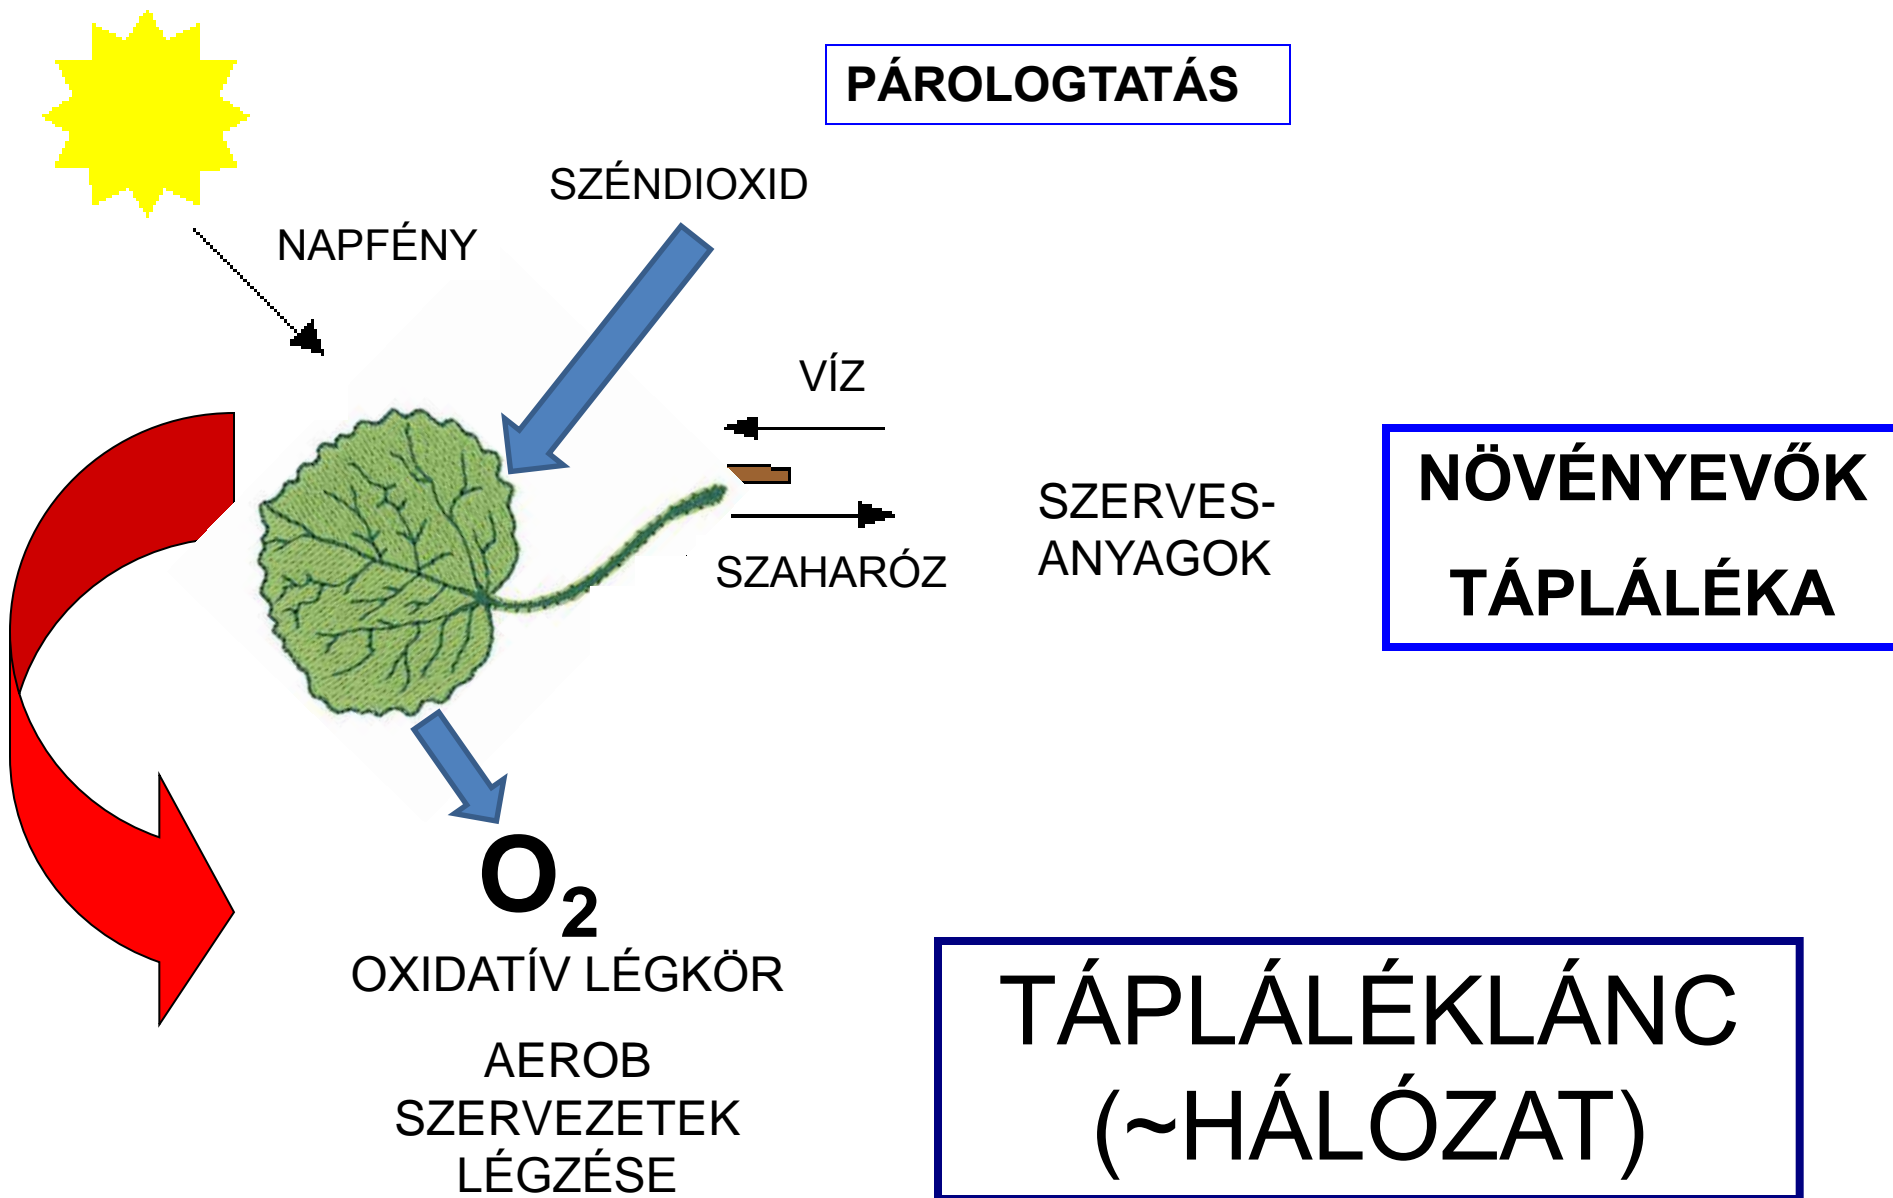 PÁROLOGTATÁS
SZÉNDIOXID
NAPFÉNY
VÍZ
SZAHARÓZ
SZERVES-
ANYAGOK
NÖVÉNYEVŐK
TÁPLÁLÉKA
O₂
OXIDATÍV LÉGKÖR
AEROB
SZERVEZETEK
LÉGZÉSE
TÁPLÁLÉKLÁNC
(~HÁLÓZAT)